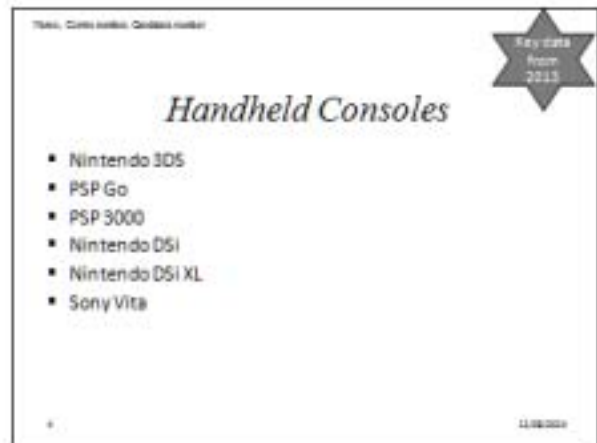 Key data
from
2013
Handheld Consoles
Nintendo 3DS
PSP Go
PSP 3000
Nintendo DSi
Nintendo DSi XL
Sony Vita